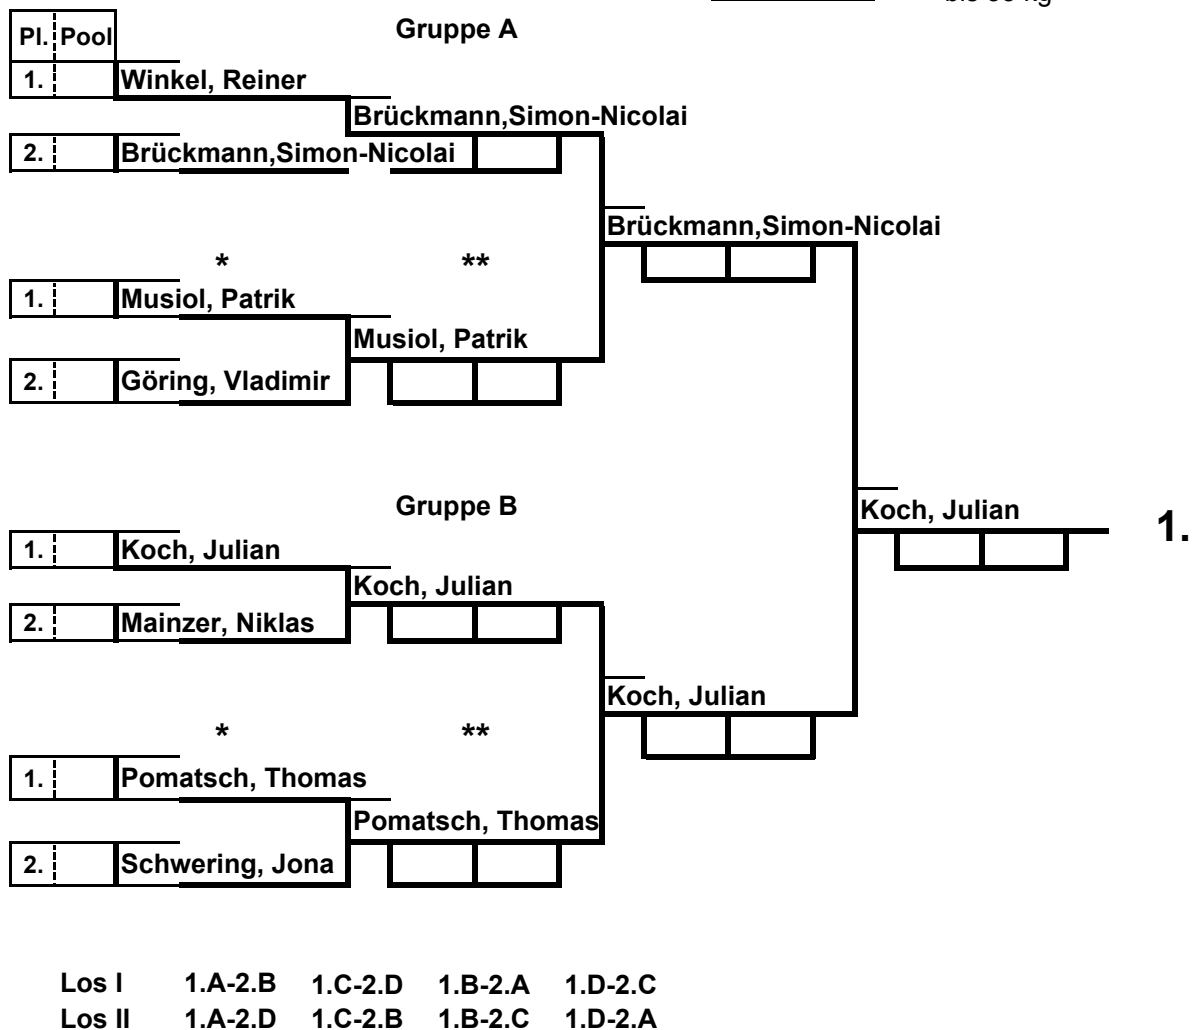 Pl. Pool
Gruppe A
1. Winkel, Reiner
Brückmann,Simon-Nicolai
2. Brückmann,Simon-Nicolai
Brückmann,Simon-Nicolai
* **
1. Musiol, Patrik
Musiol, Patrik
2. Göring, Vladimir
Gruppe B
Koch, Julian 1.
1. Koch, Julian
Koch, Julian
2. Mainzer, Niklas
Koch, Julian
* **
1. Pomatsch, Thomas
Pomatsch, Thomas
2. Schwering, Jona
Los I 1.A-2.B 1.C-2.D 1.B-2.A 1.D-2.C
Los II 1.A-2.D 1.C-2.B 1.B-2.C 1.D-2.A